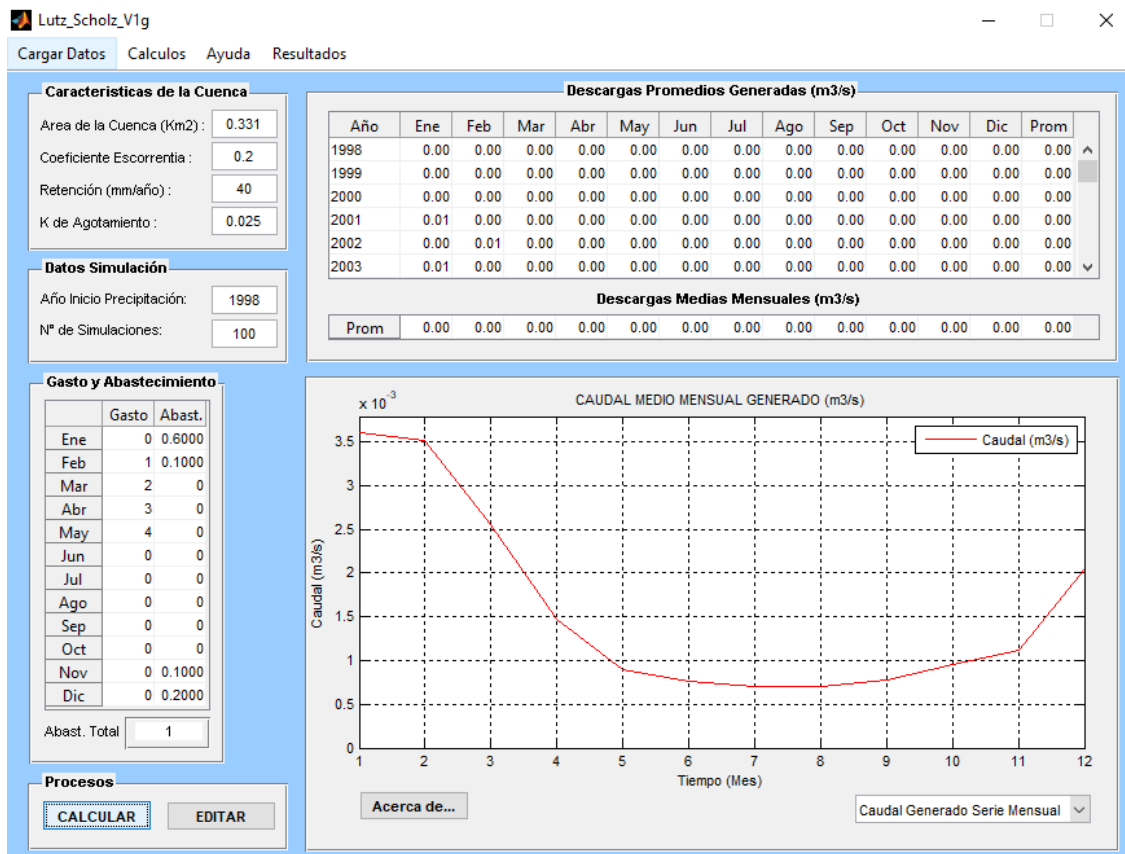 Lutz_Scholz_V1g
Cargar Datos Calculos Ayuda Resultados
Caracteristicas de la Cuenca
Area de la Cuenca (Km2) : 0.331
Coeficiente Escorrentia : 0.2
Retención (mm/año) : 40
K de Agotamiento : 0.025
Datos Simulación
Año Inicio Precipitación: 1998
Nº de Simulaciones: 100
Gasto y Abastecimiento
Gasto Abast.
Ene 0 0.6000
Feb 1 0.1000
Mar 2 0
Abr 3 0
May 4 0
Jun 0 0
Jul 0 0
Ago 0 0
Sep 0 0
Oct 0 0
Nov 0 0.1000
Dic 0 0.2000
Abast. Total 1
Procesos
CALCULAR EDITAR
Descargas Promedios Generadas (m3/s)
Año Ene Feb Mar Abr May Jun Jul Ago Sep Oct Nov Dic Prom
1998 0.00 0.00 0.00 0.00 0.00 0.00 0.00 0.00 0.00 0.00 0.00 0.00 0.00
1999 0.00 0.00 0.00 0.00 0.00 0.00 0.00 0.00 0.00 0.00 0.00 0.00 0.00
2000 0.00 0.00 0.00 0.00 0.00 0.00 0.00 0.00 0.00 0.00 0.00 0.00 0.00
2001 0.01 0.00 0.00 0.00 0.00 0.00 0.00 0.00 0.00 0.00 0.00 0.00 0.00
2002 0.00 0.01 0.00 0.00 0.00 0.00 0.00 0.00 0.00 0.00 0.00 0.00 0.00
2003 0.01 0.00 0.00 0.00 0.00 0.00 0.00 0.00 0.00 0.00 0.00 0.00 0.00
Descargas Medias Mensuales (m3/s)
Prom 0.00 0.00 0.00 0.00 0.00 0.00 0.00 0.00 0.00 0.00 0.00 0.00 0.00
x 10^-3
CAUDAL MEDIO MENSUAL GENERADO (m3/s)
Caudal (m3/s)
Caudal (m3/s)
3.5
3
2.5
2
1.5
1
0.5
0
1 2 3 4 5 6 7 8 9 10 11 12
Tiempo (Mes)
Acerca de...
Caudal Generado Serie Mensual